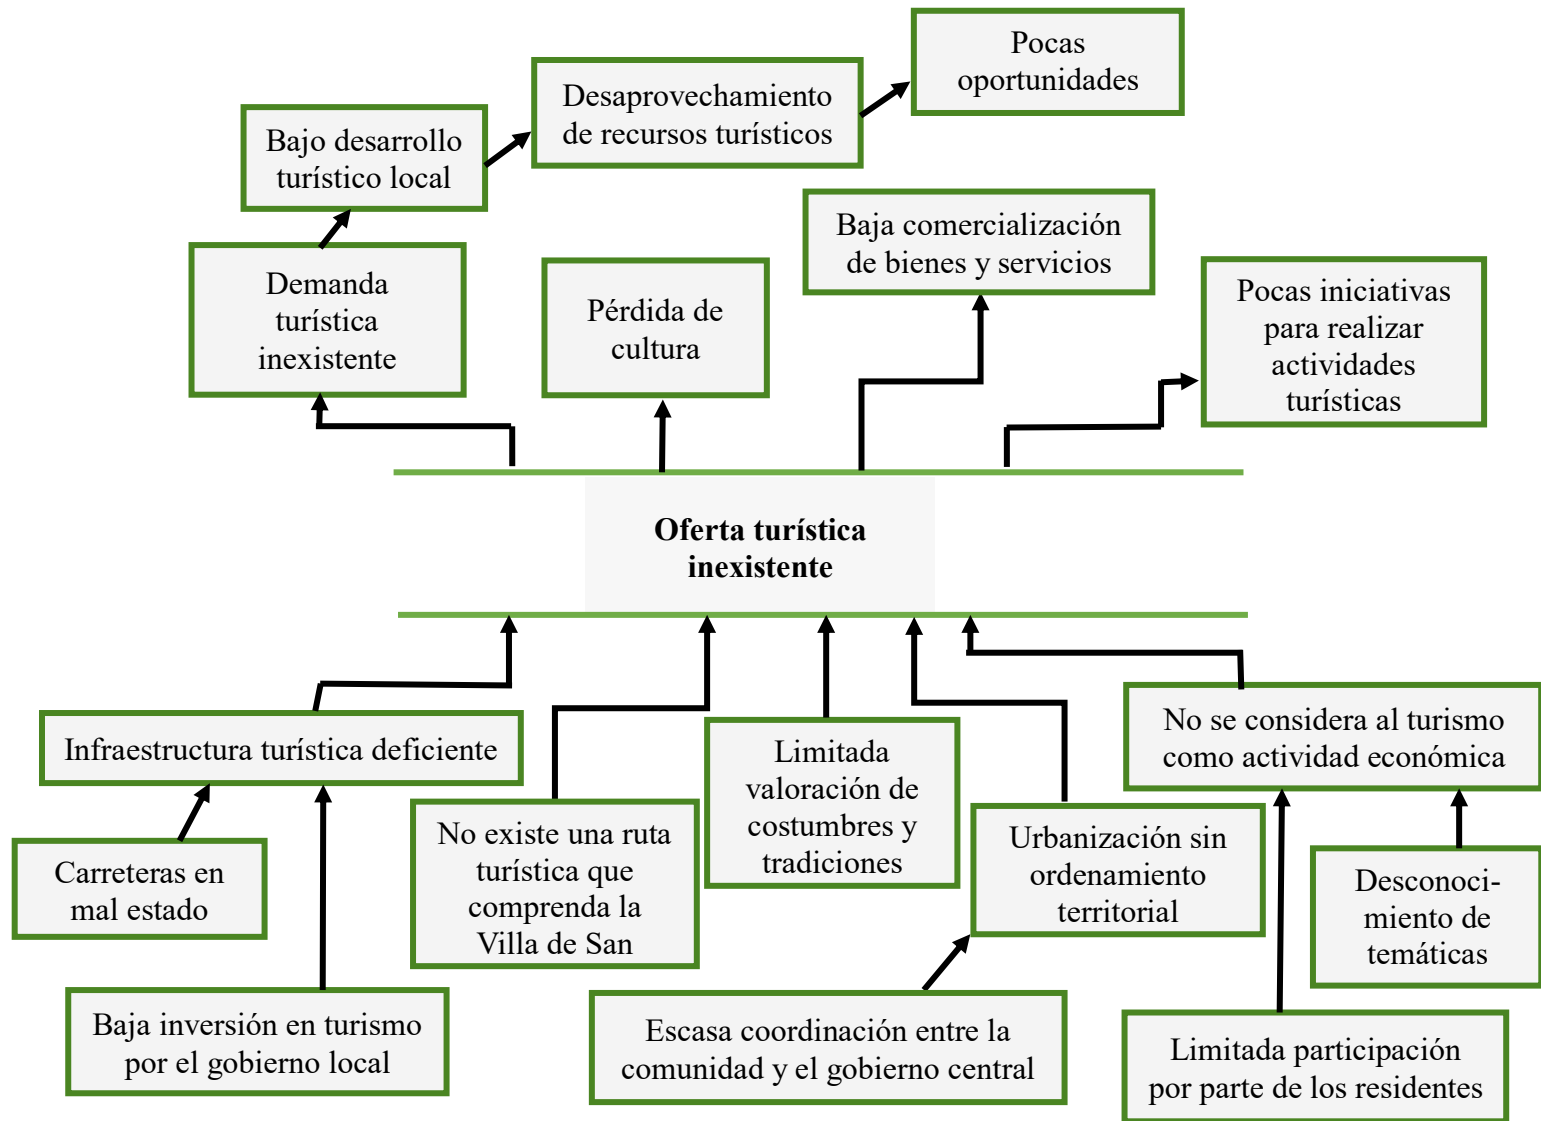 Pocas
oportunidades
Desaprovechamiento
de recursos turísticos
Bajo desarrollo
turístico local
Baja comercialización
de bienes y servicios
Demanda
turística
inexistente
Pérdida de
cultura
Pocas iniciativas
para realizar
actividades
turísticas
Oferta turística
inexistente
Infraestructura turística deficiente
No existe una ruta
turística que
comprenda la
Villa de San
Limitada
valoración de
costumbres y
tradiciones
Urbanización sin
ordenamiento
territorial
No se considera al turismo
como actividad económica
Carreteras en
mal estado
Desconoci-
miento de
temáticas
Baja inversión en turismo
por el gobierno local
Escasa coordinación entre la
comunidad y el gobierno central
Limitada participación
por parte de los residentes